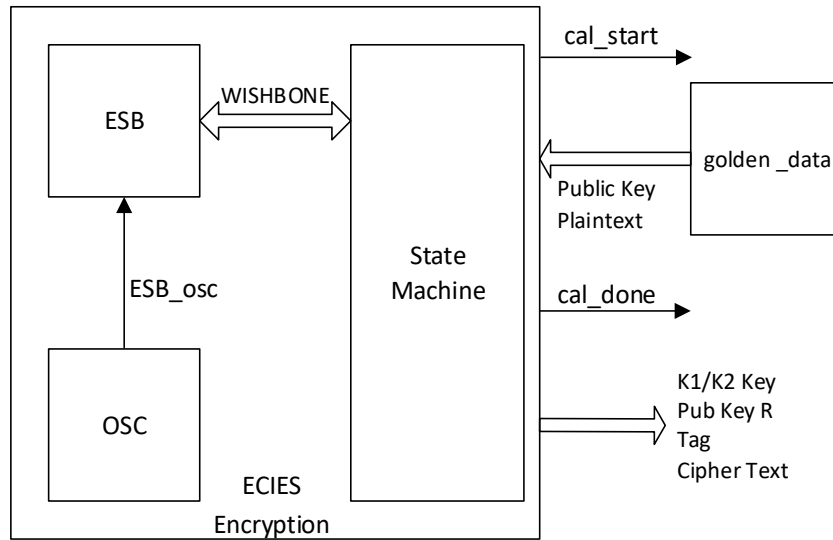 cal_start
ESB
WISHBONE
golden _data
Public Key
Plaintext
State
Machine
ESB_osc
cal_done
K1/K2 Key
Pub Key R
Tag
Cipher Text
OSC
ECIES
Encryption